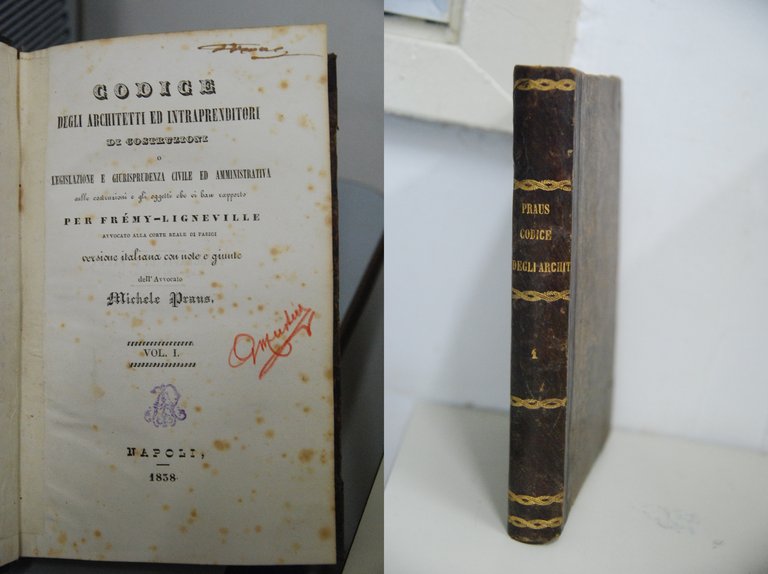 CODICE
DEGLI ARCHITETTI ED INTRAPRENDITORI
DI COSTRUZIONI
O
LEGISLAZIONE E GIURISPRUDENZA CIVILE ED AMMINISTRATIVA
sulle costruzioni e gli oggetti che vi han rapporto
PER FRÉMY-LIGNEVILLE
AVVOCATO ALLA CORTE REALE DI PARIGI
versione italiana con note e giunte
dell'Avvocato
Michele Praus.
VOL. I.
NAPOLI,
1838
PRAUS
CODICE
DEGLI ARCHIT
1